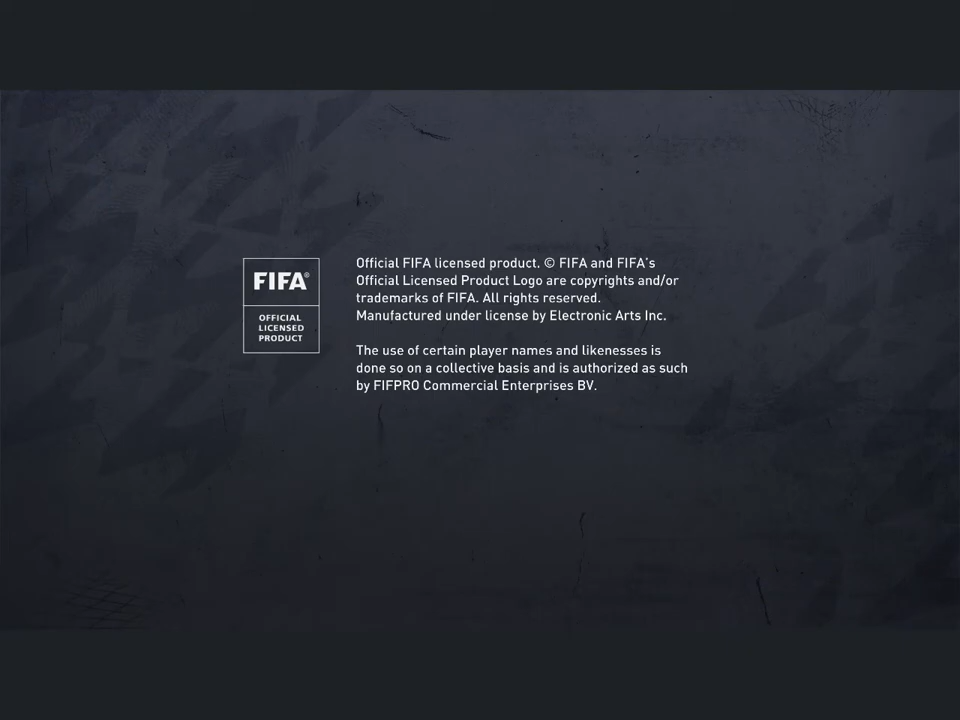 FIFA®
OFFICIAL
LICENSED
PRODUCT
Official FIFA licensed product. © FIFA and FIFA's
Official Licensed Product Logo are copyrights and/or
trademarks of FIFA. All rights reserved.
Manufactured under license by Electronic Arts Inc.
The use of certain player names and likenesses is
done so on a collective basis and is authorized as such
by FIFPRO Commercial Enterprises BV.